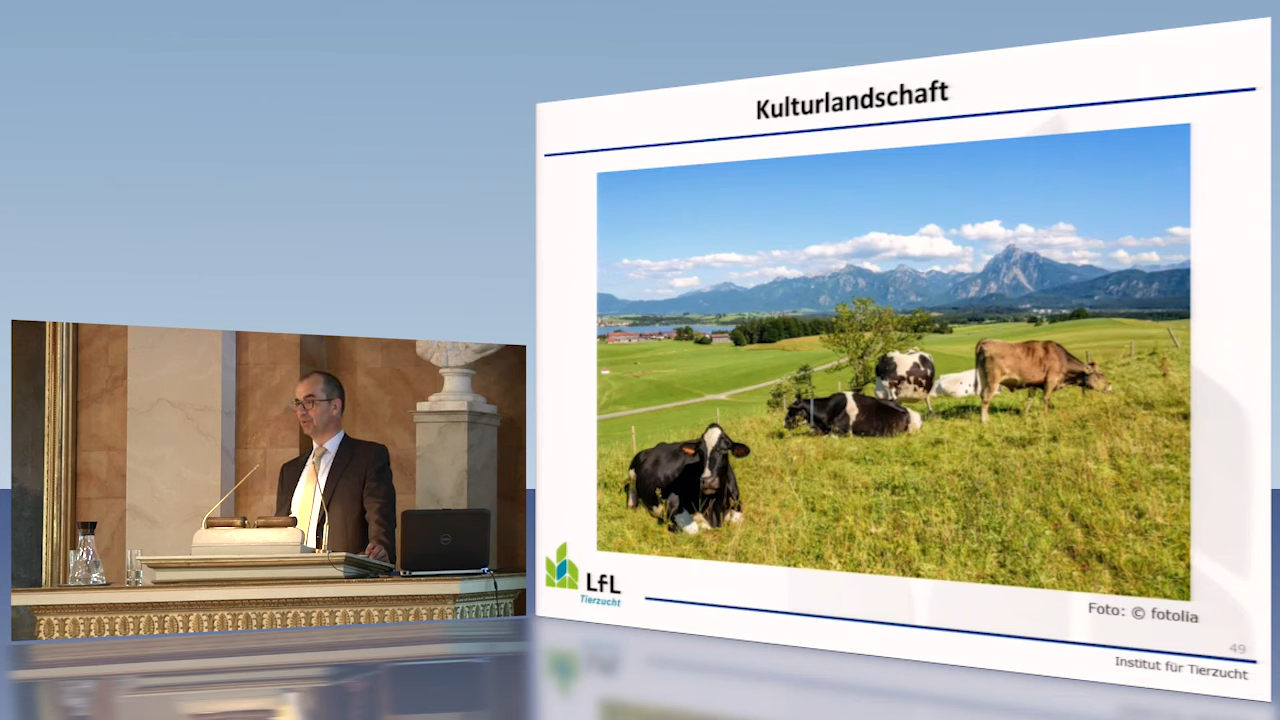 Kulturlandschaft
LfL
Tierzucht
Foto: © fotolia
49
Institut für Tierzucht